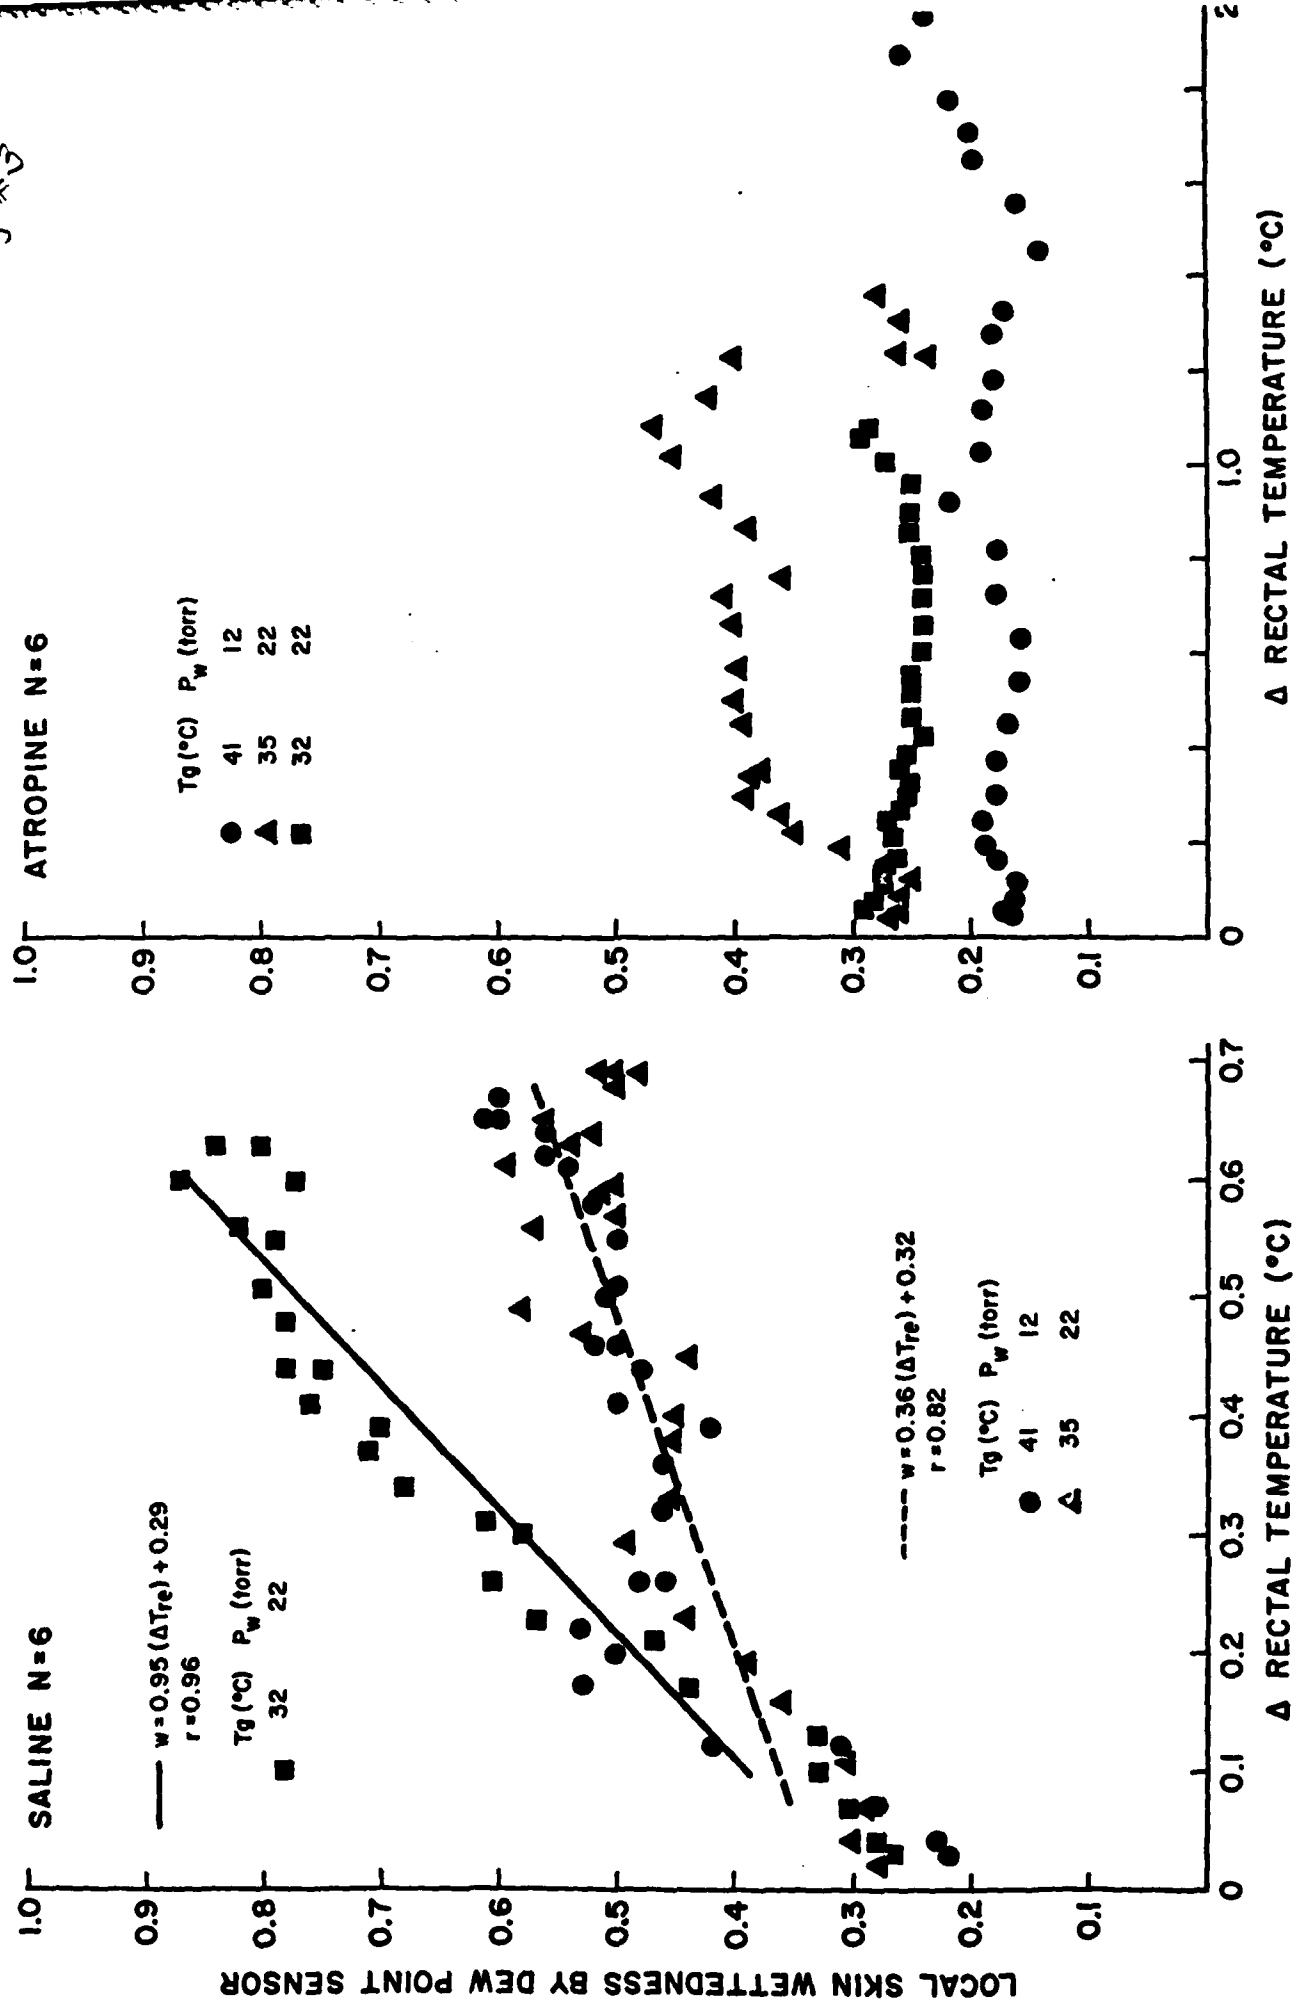 LOCAL SKIN WETTEDNESS BY DEW POINT SENSOR
SALINE N=6
1.0
0.9
0.8
0.7
0.6
0.5
0.4
0.3
0.2
0.1
w=0.95(ΔTre)+0.29
r=0.96
Tg(°C) Pw(torr)
32 22
w=0.36(ΔTre)+0.32
r=0.82
Tg(°C) Pw(torr)
41 12
35 22
0 0.1 0.2 0.3 0.4 0.5 0.6 0.7
Δ RECTAL TEMPERATURE (°C)
ATROPINE N=6
1.0
0.9
0.8
0.7
0.6
0.5
0.4
0.3
0.2
0.1
Tg(°C) Pw(torr)
41 12
35 22
32 22
0 1.0
Δ RECTAL TEMPERATURE (°C)